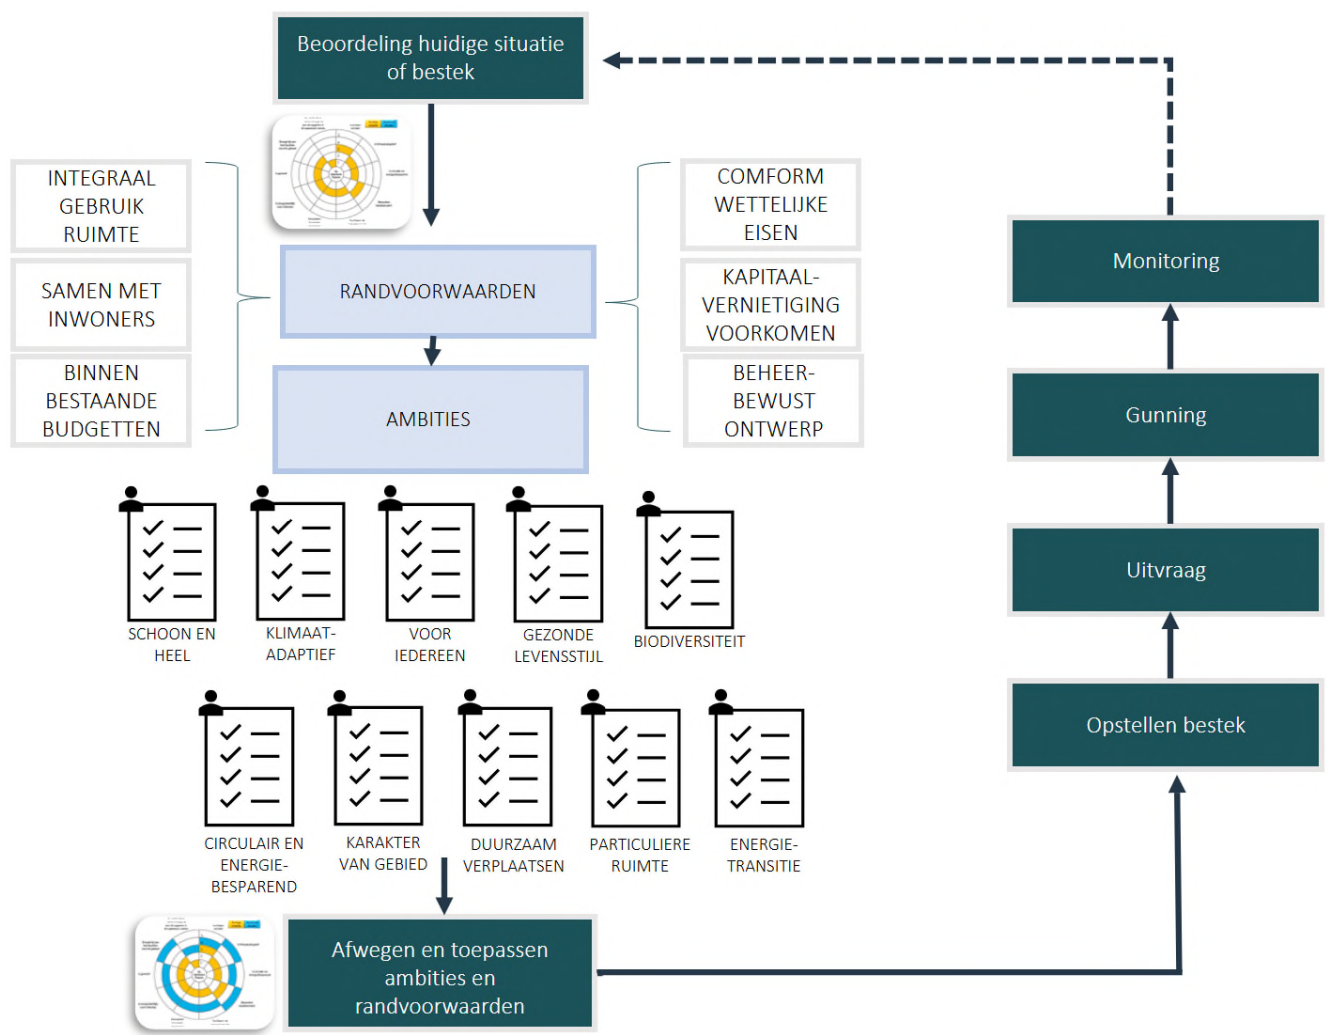 Beoordeling huidige situatie
of bestek
INTEGRAAL
GEBRUIK
RUIMTE
SAMEN MET
INWONERS
BINNEN
BESTAANDE
BUDGETTEN
RANDVOORWAARDEN
AMBITIES
COMFORM
WETTELIJKE
EISEN
KAPITAAL-
VERNIETIGING
VOORKOMEN
BEHEER-
BEWUST
ONTWERP
SCHOON EN
HEEL
KLIMAAT-
ADAPTIEF
VOOR
IEDEREEN
GEZONDE
LEVENSSTIJL
BIODIVERSITEIT
CIRCULAIR EN
ENERGIE-
BESPAREND
KARAKTER
VAN GEBIED
DUURZAAM
VERPLAATSEN
PARTICULIERE
RUIMTE
ENERGIE-
TRANSITIE
Afwegen en toepassen
ambities en
randvoorwaarden
Opstellen bestek
Uitvraag
Gunning
Monitoring